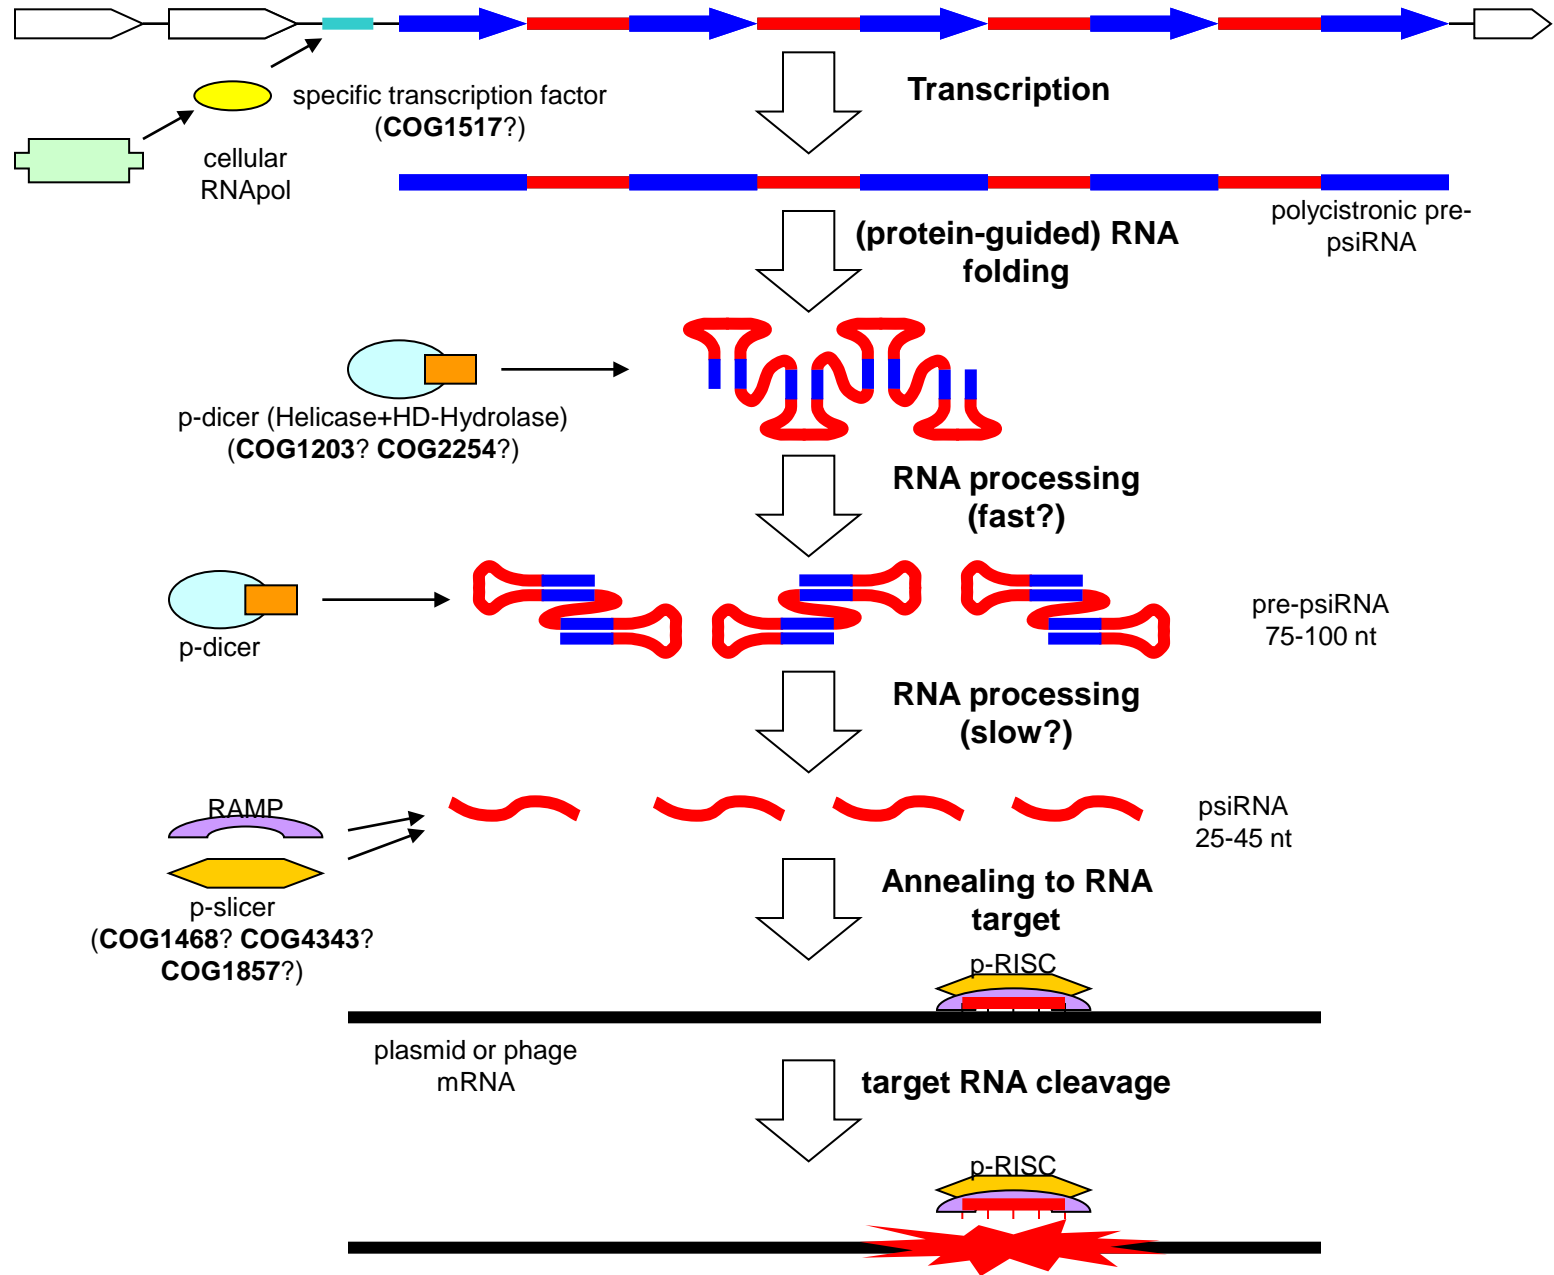 Transcription
specific transcription factor
(COG1517?)
cellular
RNApol
polycistronic pre-
psiRNA
(protein-guided) RNA
folding
p-dicer (Helicase+HD-Hydrolase)
(COG1203? COG2254?)
RNA processing
(fast?)
p-dicer
pre-psiRNA
75-100 nt
RNA processing
(slow?)
RAMP
psiRNA
25-45 nt
p-slicer
(COG1468? COG4343?
COG1857?)
Annealing to RNA
target
p-RISC
plasmid or phage
mRNA
target RNA cleavage
p-RISC